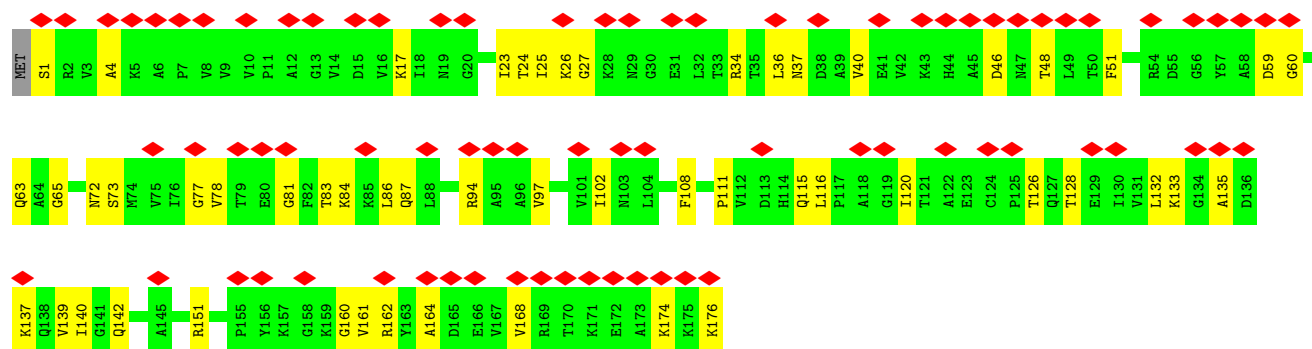 MET S1 R2 V3 A4 K5 A6 P7 V8 V9 V10 P11 A12 G13 V14 D15 V16 K17 I18 N19 G20 I23 T24 I25 K26 G27 K28 N29 G30 E31 L32 T33 R34 T35 L36 N37 D38 A39 V40 E41 V42 K43 H44 A45 D46 N47 T48 L49 T50 F51 R54 D55 G56 Y57 A58 D59 G60
Q63 A64 G65 N72 S73 M74 V75 I76 G77 V78 T79 E80 G81 F82 T83 K84 K85 L86 Q87 L88 R94 A95 A96 V97 V101 I102 N103 L104 F108 P111 V112 D113 H114 Q115 L116 P117 A118 G119 I120 T121 A122 E123 C124 P125 T126 Q127 T128 E129 I130 V131 L132 K133 G134 A135 D136
K137 Q138 V139 I140 G141 Q142 A145 R151 P155 Y156 K157 G158 K159 G160 V161 R162 Y163 A164 D165 E166 V167 V168 R169 T170 K171 E172 A173 K174 K175 K176